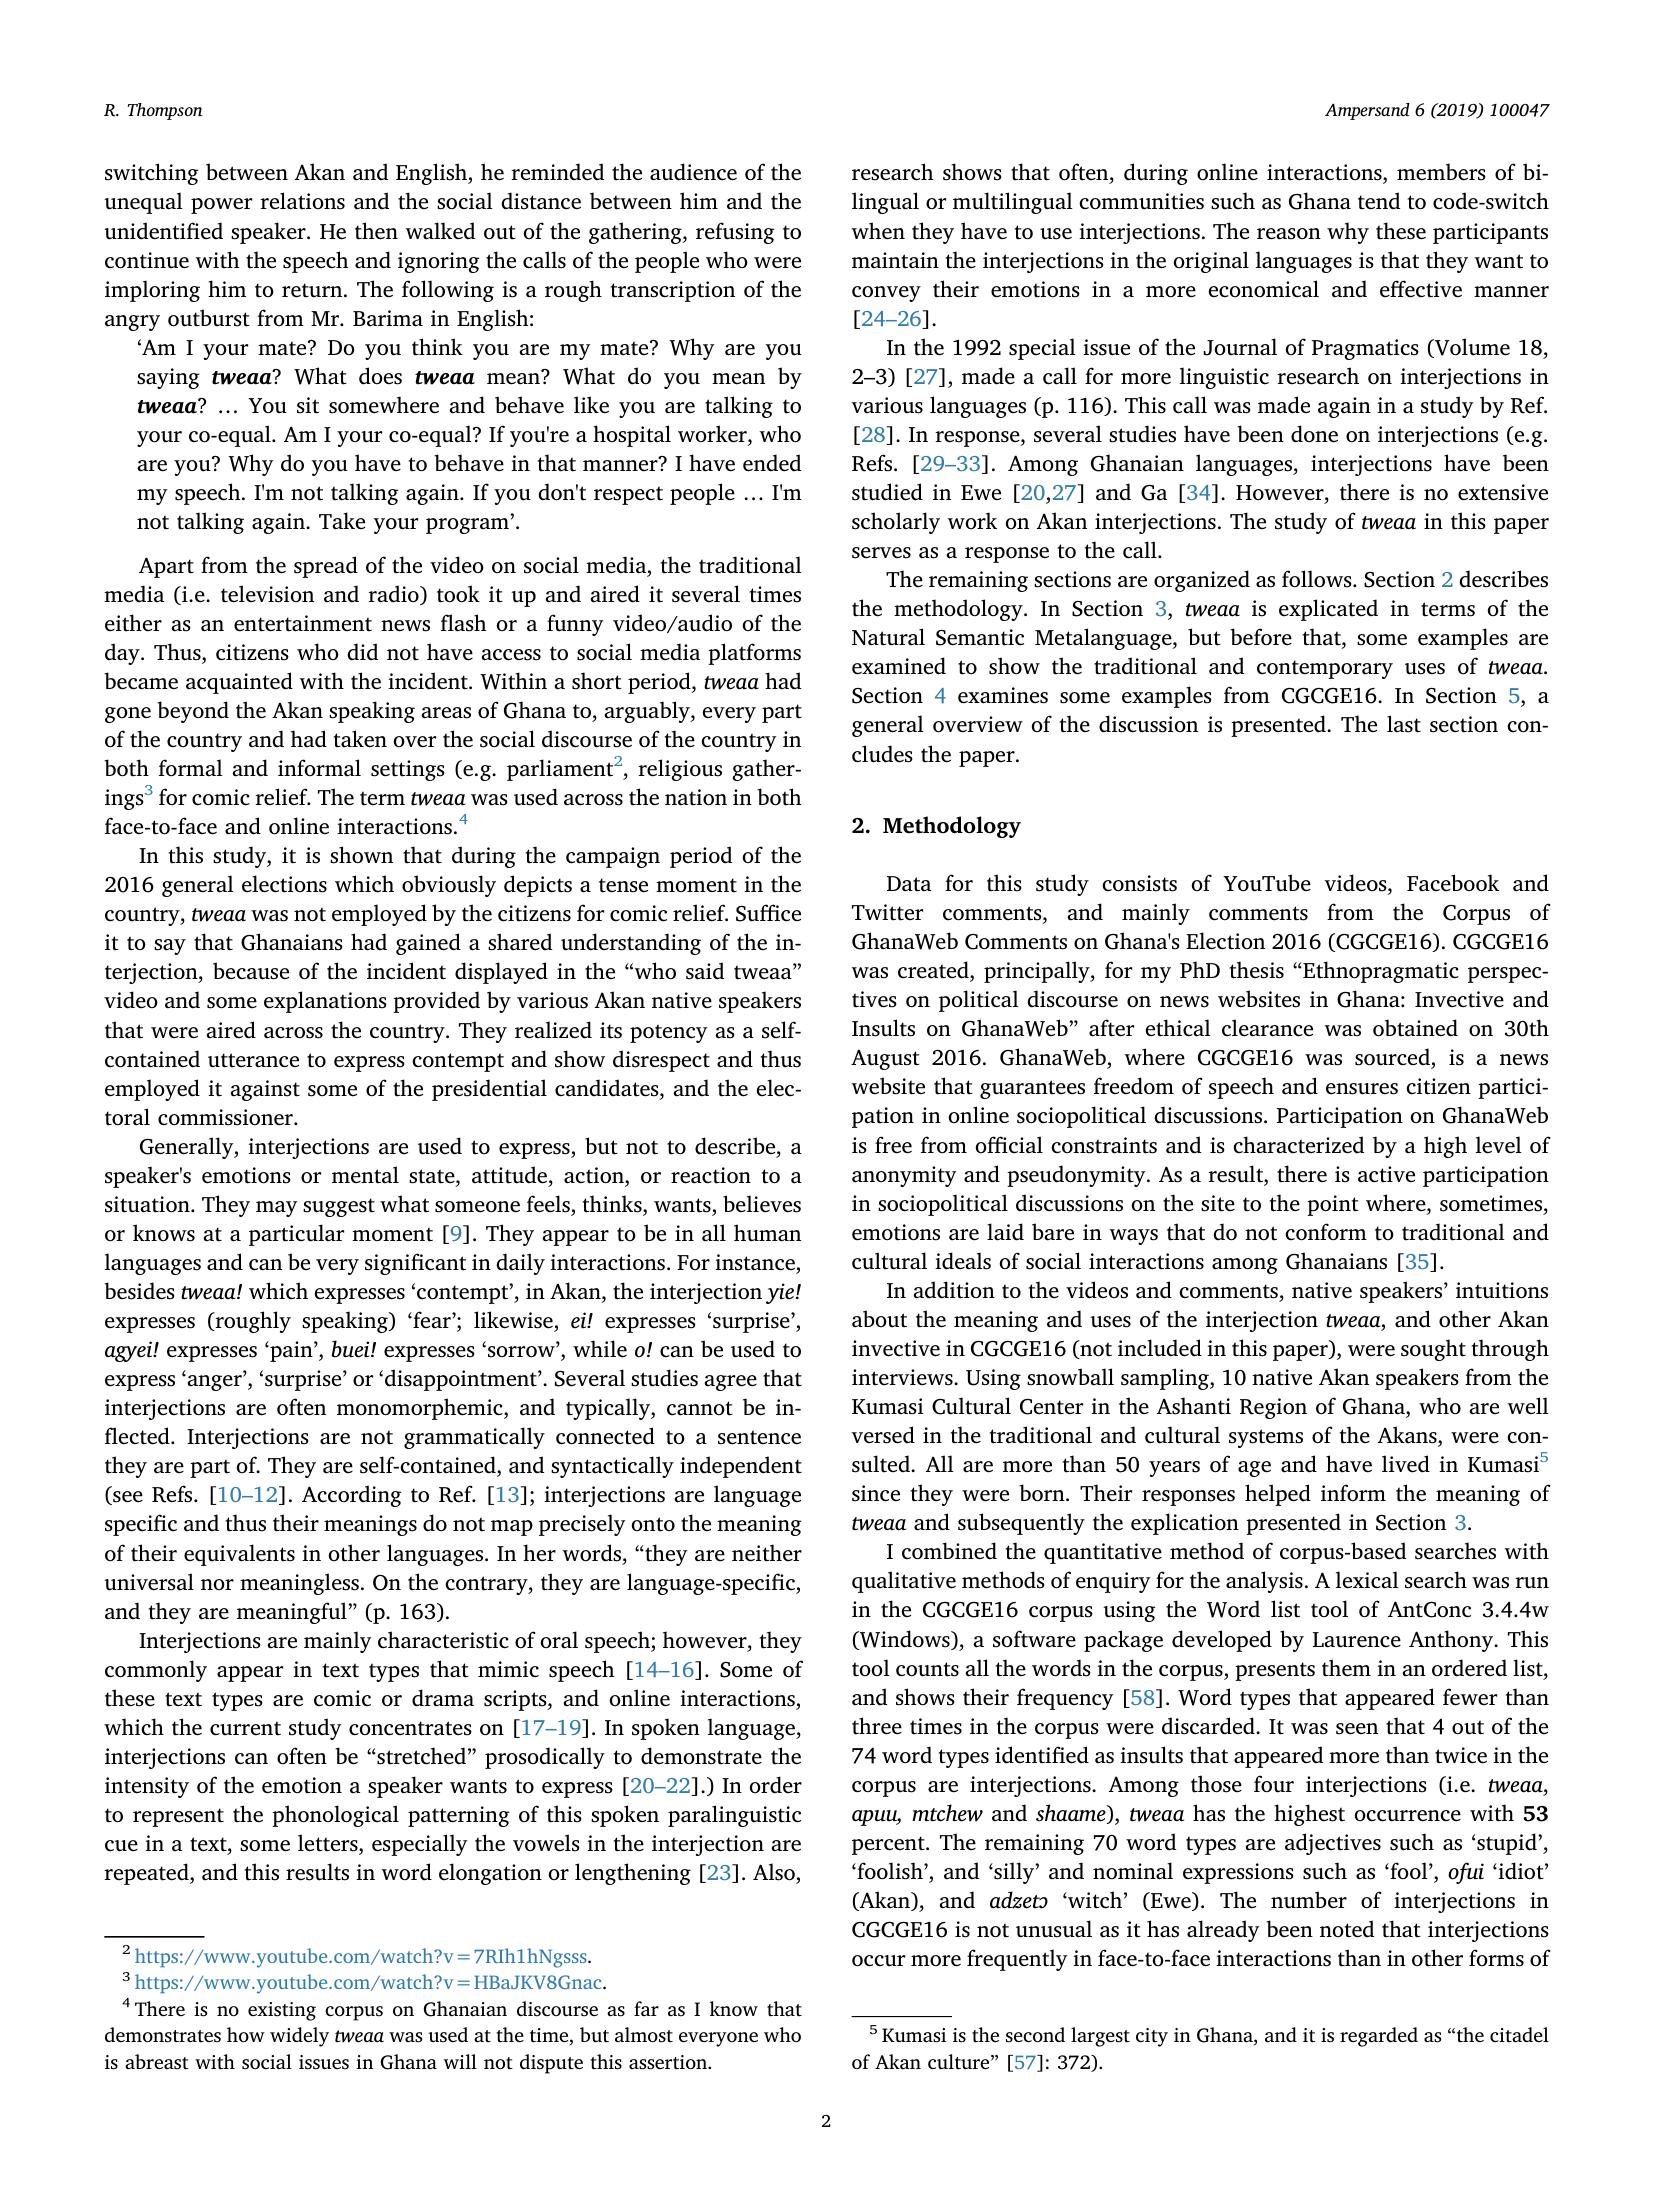 R. Thompson
Ampersand 6 (2019) 100047
switching between Akan and English, he reminded the audience of the
unequal power relations and the social distance between him and the
unidentified speaker. He then walked out of the gathering, refusing to
continue with the speech and ignoring the calls of the people who were
imploring him to return. The following is a rough transcription of the
angry outburst from Mr. Barima in English:
‘Am I your mate? Do you think you are my mate? Why are you
saying tweaa? What does tweaa mean? What do you mean by
tweaa? … You sit somewhere and behave like you are talking to
your co-equal. Am I your co-equal? If you're a hospital worker, who
are you? Why do you have to behave in that manner? I have ended
my speech. I'm not talking again. If you don't respect people … I'm
not talking again. Take your program’.
Apart from the spread of the video on social media, the traditional
media (i.e. television and radio) took it up and aired it several times
either as an entertainment news flash or a funny video/audio of the
day. Thus, citizens who did not have access to social media platforms
became acquainted with the incident. Within a short period, tweaa had
gone beyond the Akan speaking areas of Ghana to, arguably, every part
of the country and had taken over the social discourse of the country in
both formal and informal settings (e.g. parliament2, religious gather-
ings3 for comic relief. The term tweaa was used across the nation in both
face-to-face and online interactions.4
In this study, it is shown that during the campaign period of the
2016 general elections which obviously depicts a tense moment in the
country, tweaa was not employed by the citizens for comic relief. Suffice
it to say that Ghanaians had gained a shared understanding of the in-
terjection, because of the incident displayed in the “who said tweaa”
video and some explanations provided by various Akan native speakers
that were aired across the country. They realized its potency as a self-
contained utterance to express contempt and show disrespect and thus
employed it against some of the presidential candidates, and the elec-
toral commissioner.
Generally, interjections are used to express, but not to describe, a
speaker's emotions or mental state, attitude, action, or reaction to a
situation. They may suggest what someone feels, thinks, wants, believes
or knows at a particular moment [9]. They appear to be in all human
languages and can be very significant in daily interactions. For instance,
besides tweaa! which expresses ‘contempt’, in Akan, the interjection yie!
expresses (roughly speaking) ‘fear’; likewise, ei! expresses ‘surprise’,
agyei! expresses ‘pain’, buei! expresses ‘sorrow’, while o! can be used to
express ‘anger’, ‘surprise’ or ‘disappointment’. Several studies agree that
interjections are often monomorphemic, and typically, cannot be in-
flected. Interjections are not grammatically connected to a sentence
they are part of. They are self-contained, and syntactically independent
(see Refs. [10–12]. According to Ref. [13]; interjections are language
specific and thus their meanings do not map precisely onto the meaning
of their equivalents in other languages. In her words, “they are neither
universal nor meaningless. On the contrary, they are language-specific,
and they are meaningful” (p. 163).
Interjections are mainly characteristic of oral speech; however, they
commonly appear in text types that mimic speech [14–16]. Some of
these text types are comic or drama scripts, and online interactions,
which the current study concentrates on [17–19]. In spoken language,
interjections can often be “stretched” prosodically to demonstrate the
intensity of the emotion a speaker wants to express [20–22].) In order
to represent the phonological patterning of this spoken paralinguistic
cue in a text, some letters, especially the vowels in the interjection are
repeated, and this results in word elongation or lengthening [23]. Also,
2 https://www.youtube.com/watch?v=7RIh1hNgsss.
3 https://www.youtube.com/watch?v=HBaJKV8Gnac.
4 There is no existing corpus on Ghanaian discourse as far as I know that
demonstrates how widely tweaa was used at the time, but almost everyone who
is abreast with social issues in Ghana will not dispute this assertion.
research shows that often, during online interactions, members of bi-
lingual or multilingual communities such as Ghana tend to code-switch
when they have to use interjections. The reason why these participants
maintain the interjections in the original languages is that they want to
convey their emotions in a more economical and effective manner
[24–26].
In the 1992 special issue of the Journal of Pragmatics (Volume 18,
2–3) [27], made a call for more linguistic research on interjections in
various languages (p. 116). This call was made again in a study by Ref.
[28]. In response, several studies have been done on interjections (e.g.
Refs. [29–33]. Among Ghanaian languages, interjections have been
studied in Ewe [20,27] and Ga [34]. However, there is no extensive
scholarly work on Akan interjections. The study of tweaa in this paper
serves as a response to the call.
The remaining sections are organized as follows. Section 2 describes
the methodology. In Section 3, tweaa is explicated in terms of the
Natural Semantic Metalanguage, but before that, some examples are
examined to show the traditional and contemporary uses of tweaa.
Section 4 examines some examples from CGCGE16. In Section 5, a
general overview of the discussion is presented. The last section con-
cludes the paper.
2. Methodology
Data for this study consists of YouTube videos, Facebook and
Twitter comments, and mainly comments from the Corpus of
GhanaWeb Comments on Ghana's Election 2016 (CGCGE16). CGCGE16
was created, principally, for my PhD thesis “Ethnopragmatic perspec-
tives on political discourse on news websites in Ghana: Invective and
Insults on GhanaWeb” after ethical clearance was obtained on 30th
August 2016. GhanaWeb, where CGCGE16 was sourced, is a news
website that guarantees freedom of speech and ensures citizen partici-
pation in online sociopolitical discussions. Participation on GhanaWeb
is free from official constraints and is characterized by a high level of
anonymity and pseudonymity. As a result, there is active participation
in sociopolitical discussions on the site to the point where, sometimes,
emotions are laid bare in ways that do not conform to traditional and
cultural ideals of social interactions among Ghanaians [35].
In addition to the videos and comments, native speakers’ intuitions
about the meaning and uses of the interjection tweaa, and other Akan
invective in CGCGE16 (not included in this paper), were sought through
interviews. Using snowball sampling, 10 native Akan speakers from the
Kumasi Cultural Center in the Ashanti Region of Ghana, who are well
versed in the traditional and cultural systems of the Akans, were con-
sulted. All are more than 50 years of age and have lived in Kumasi5
since they were born. Their responses helped inform the meaning of
tweaa and subsequently the explication presented in Section 3.
I combined the quantitative method of corpus-based searches with
qualitative methods of enquiry for the analysis. A lexical search was run
in the CGCGE16 corpus using the Word list tool of AntConc 3.4.4w
(Windows), a software package developed by Laurence Anthony. This
tool counts all the words in the corpus, presents them in an ordered list,
and shows their frequency [58]. Word types that appeared fewer than
three times in the corpus were discarded. It was seen that 4 out of the
74 word types identified as insults that appeared more than twice in the
corpus are interjections. Among those four interjections (i.e. tweaa,
apuu, mtchew and shaame), tweaa has the highest occurrence with 53
percent. The remaining 70 word types are adjectives such as ‘stupid’,
‘foolish’, and ‘silly’ and nominal expressions such as ‘fool’, ofui ‘idiot’
(Akan), and adzetɔ ‘witch’ (Ewe). The number of interjections in
CGCGE16 is not unusual as it has already been noted that interjections
occur more frequently in face-to-face interactions than in other forms of
5 Kumasi is the second largest city in Ghana, and it is regarded as “the citadel
of Akan culture” [57]: 372).
2